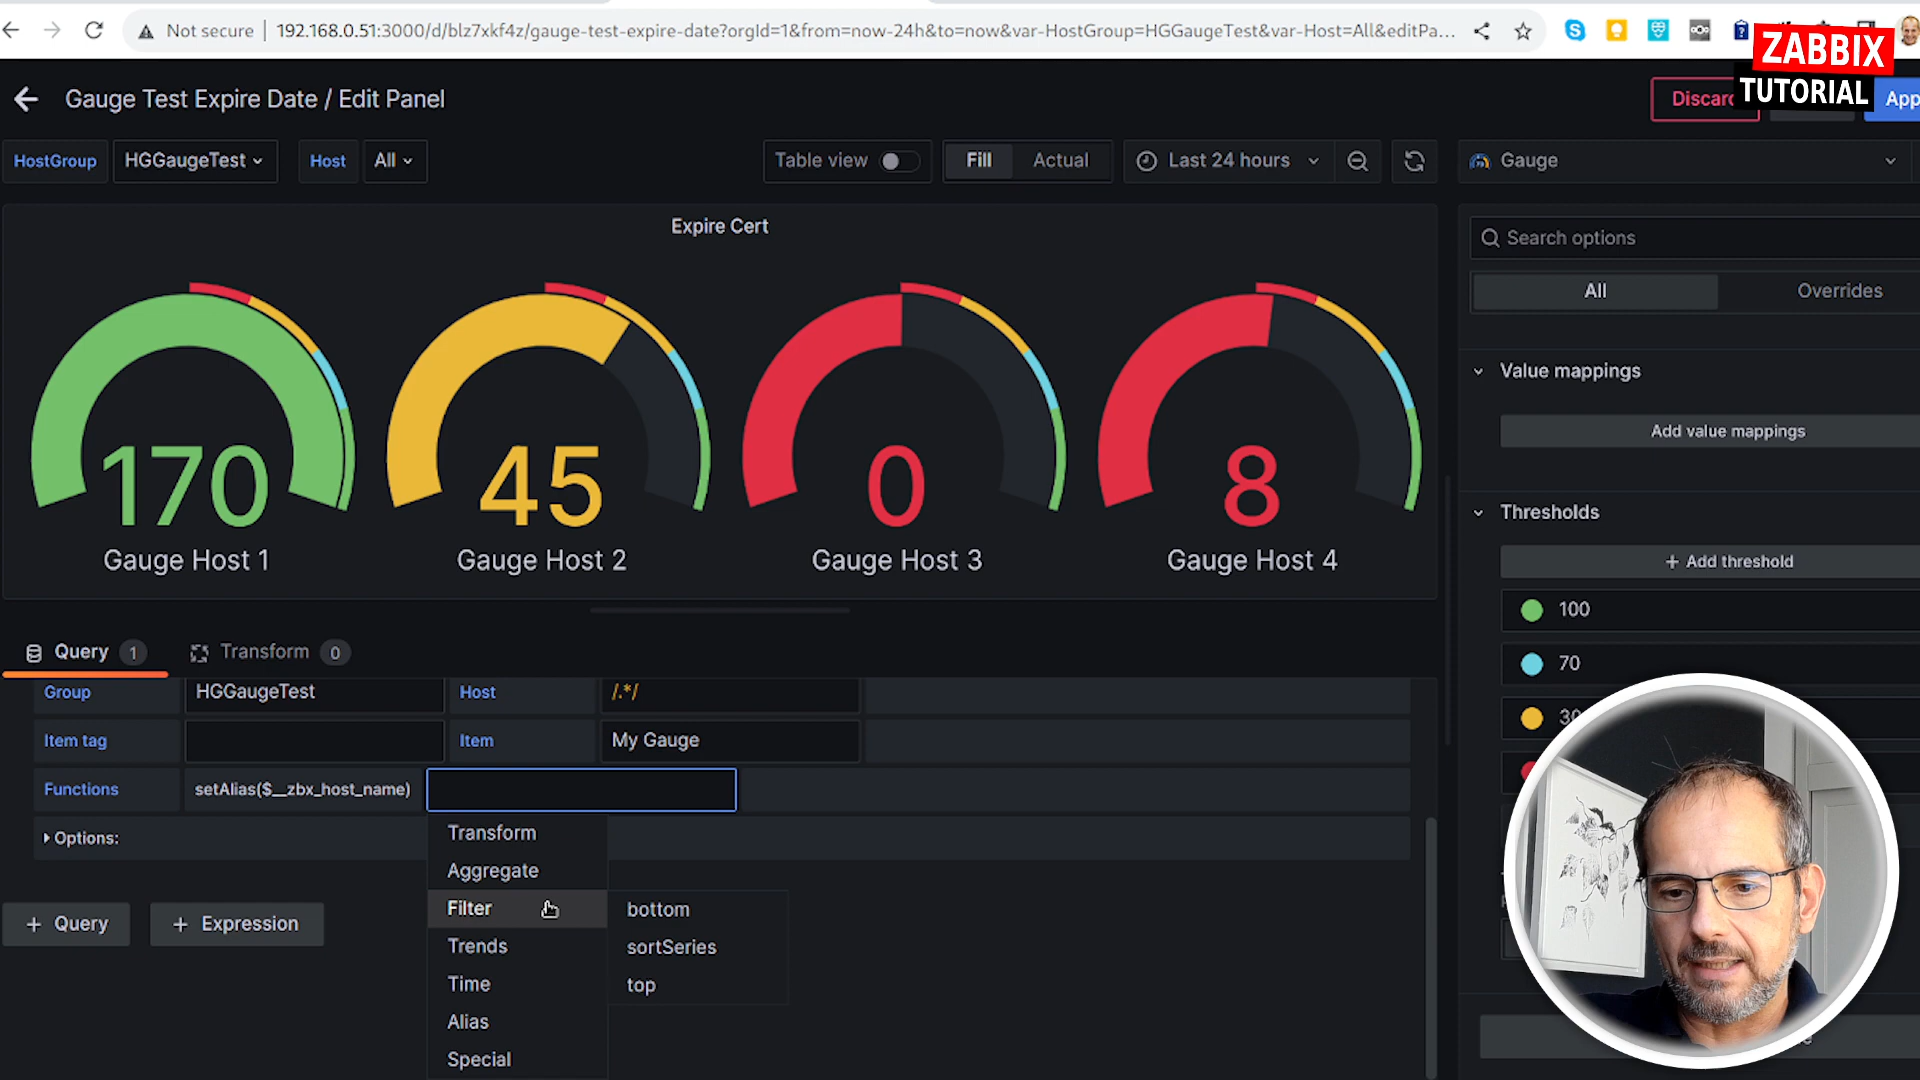 Not secure
192.168.0.51:3000/d/blz7xkf4z/gauge-test-expire-date?orgId=1&from=now-24h&to=now&var-HostGroup=HGGaugeTest&var-Host=All&editPa...
ZABBIX
TUTORIAL
Gauge Test Expire Date / Edit Panel
Discard
App
HostGroup
HGGaugeTest
Host
All
Table view
Fill
Actual
Last 24 hours
Gauge
Expire Cert
Search options
All
Overrides
170
45
0
8
Gauge Host 1
Gauge Host 2
Gauge Host 3
Gauge Host 4
Value mappings
Add value mappings
Thresholds
+ Add threshold
100
70
30
Query 1
Transform 0
Group
HGGaugeTest
Host
/.*/
Item tag
Item
My Gauge
Functions
setAlias($__zbx_host_name)
Options:
Transform
Aggregate
Filter
Trends
Time
Alias
Special
bottom
sortSeries
top
+ Query
+ Expression